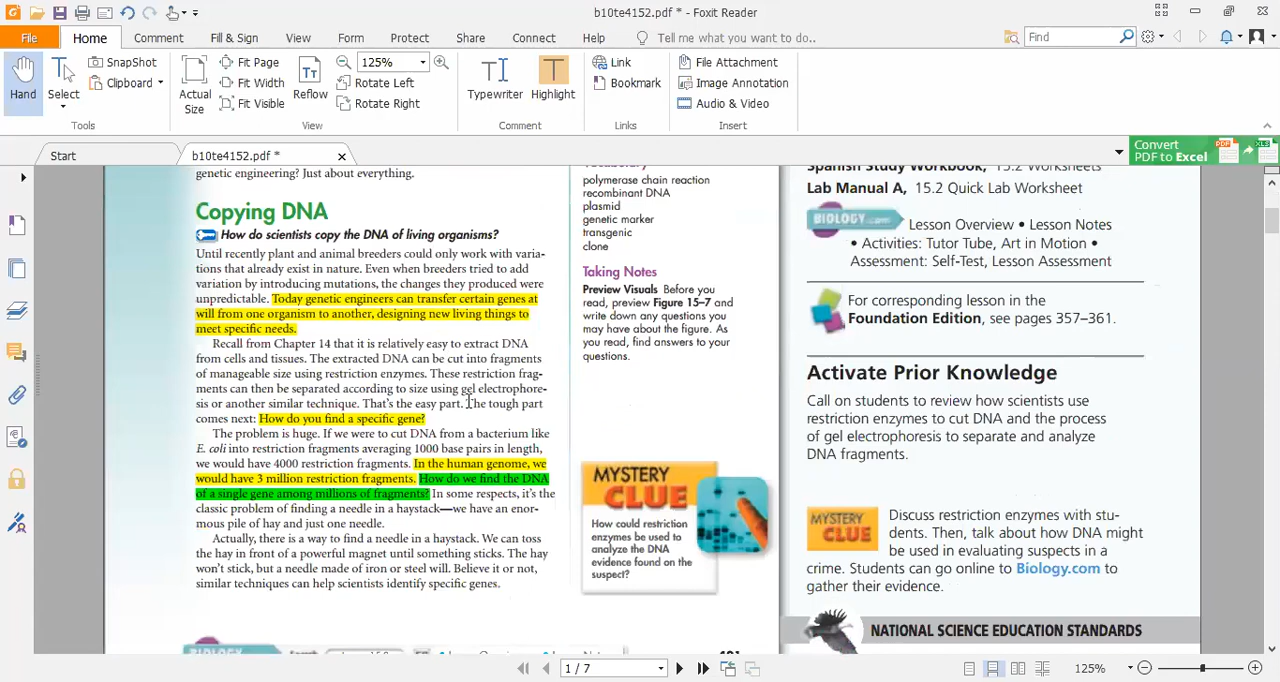 b10te4152.pdf * - Foxit Reader
File
Home
Comment
Fill & Sign
View
Form
Protect
Share
Connect
Help
Tell me what you want to do..
Find
Hand
Select
SnapShot
Clipboard
Tools
Actual
Size
Fit Page
Fit Width
Fit Visible
Reflow
125%
Rotate Left
Rotate Right
View
Typewriter
Highlight
Comment
Link
Bookmark
Links
File Attachment
Image Annotation
Audio & Video
Insert
Start
b10te4152.pdf *
Convert
PDF to Excel
genetic engineering? Just about everything.
Copying DNA
How do scientists copy the DNA of living organisms?
Until recently plant and animal breeders could only work with varia-
tions that already exist in nature. Even when breeders tried to add
variation by introducing mutations, the changes they produced were
unpredictable. Today genetic engineers can transfer certain genes at
will from one organism to another, designing new living things to
meet specific needs.
Recall from Chapter 14 that it is relatively easy to extract DNA
from cells and tissues. The extracted DNA can be cut into fragments
of manageable size using restriction enzymes. These restriction frag-
ments can then be separated according to size using gel electrophore-
sis or another similar technique. That's the easy part. The tough part
comes next: How do you find a specific gene?
The problem is huge. If we were to cut DNA from a bacterium like
E. coli into restriction fragments averaging 1000 base pairs in length,
we would have 4000 restriction fragments. In the human genome, we
would have 3 million restriction fragments. How do we find the DNA
of a single gene among millions of fragments? In some respects, it's the
classic problem of finding a needle in a haystack—we have an enor-
mous pile of hay and just one needle.
Actually, there is a way to find a needle in a haystack. We can toss
the hay in front of a powerful magnet until something sticks. The hay
won't stick, but a needle made of iron or steel will. Believe it or not,
similar techniques can help scientists identify specific genes.
Vocabulary
polymerase chain reaction
recombinant DNA
plasmid
genetic marker
transgenic
clone
Taking Notes
Preview Visuals Before you
read, preview Figure 15–7 and
write down any questions you
may have about the figure. As
you read, find answers to your
questions.
MYSTERY
CLUE
How could restriction
enzymes be used to
analyze the DNA
evidence found on the
suspect?
Spanish Study Workbook, 15.2 Worksheets
Lab Manual A, 15.2 Quick Lab Worksheet
BIOLOGY.com
Lesson Overview • Lesson Notes
• Activities: Tutor Tube, Art in Motion •
Assessment: Self-Test, Lesson Assessment
For corresponding lesson in the
Foundation Edition, see pages 357–361.
Activate Prior Knowledge
Call on students to review how scientists use
restriction enzymes to cut DNA and the process
of gel electrophoresis to separate and analyze
DNA fragments.
MYSTERY
CLUE
Discuss restriction enzymes with stu-
dents. Then, talk about how DNA might
be used in evaluating suspects in a
crime. Students can go online to Biology.com to
gather their evidence.
NATIONAL SCIENCE EDUCATION STANDARDS
1 / 7
125%